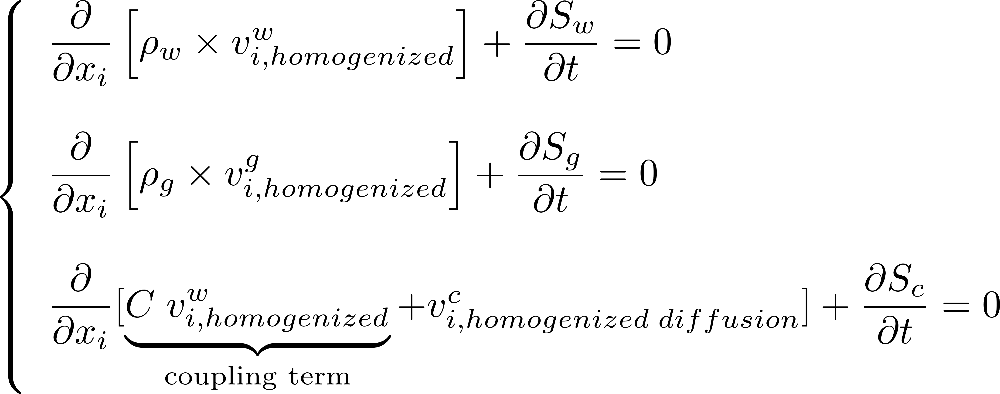 ∂/∂x_i [ρ_w × v^w_{i,homogenized}] + ∂S_w/∂t = 0
∂/∂x_i [ρ_g × v^g_{i,homogenized}] + ∂S_g/∂t = 0
∂/∂x_i [C v^w_{i,homogenized} + v^c_{i,homogenized diffusion}] + ∂S_c/∂t = 0
coupling term